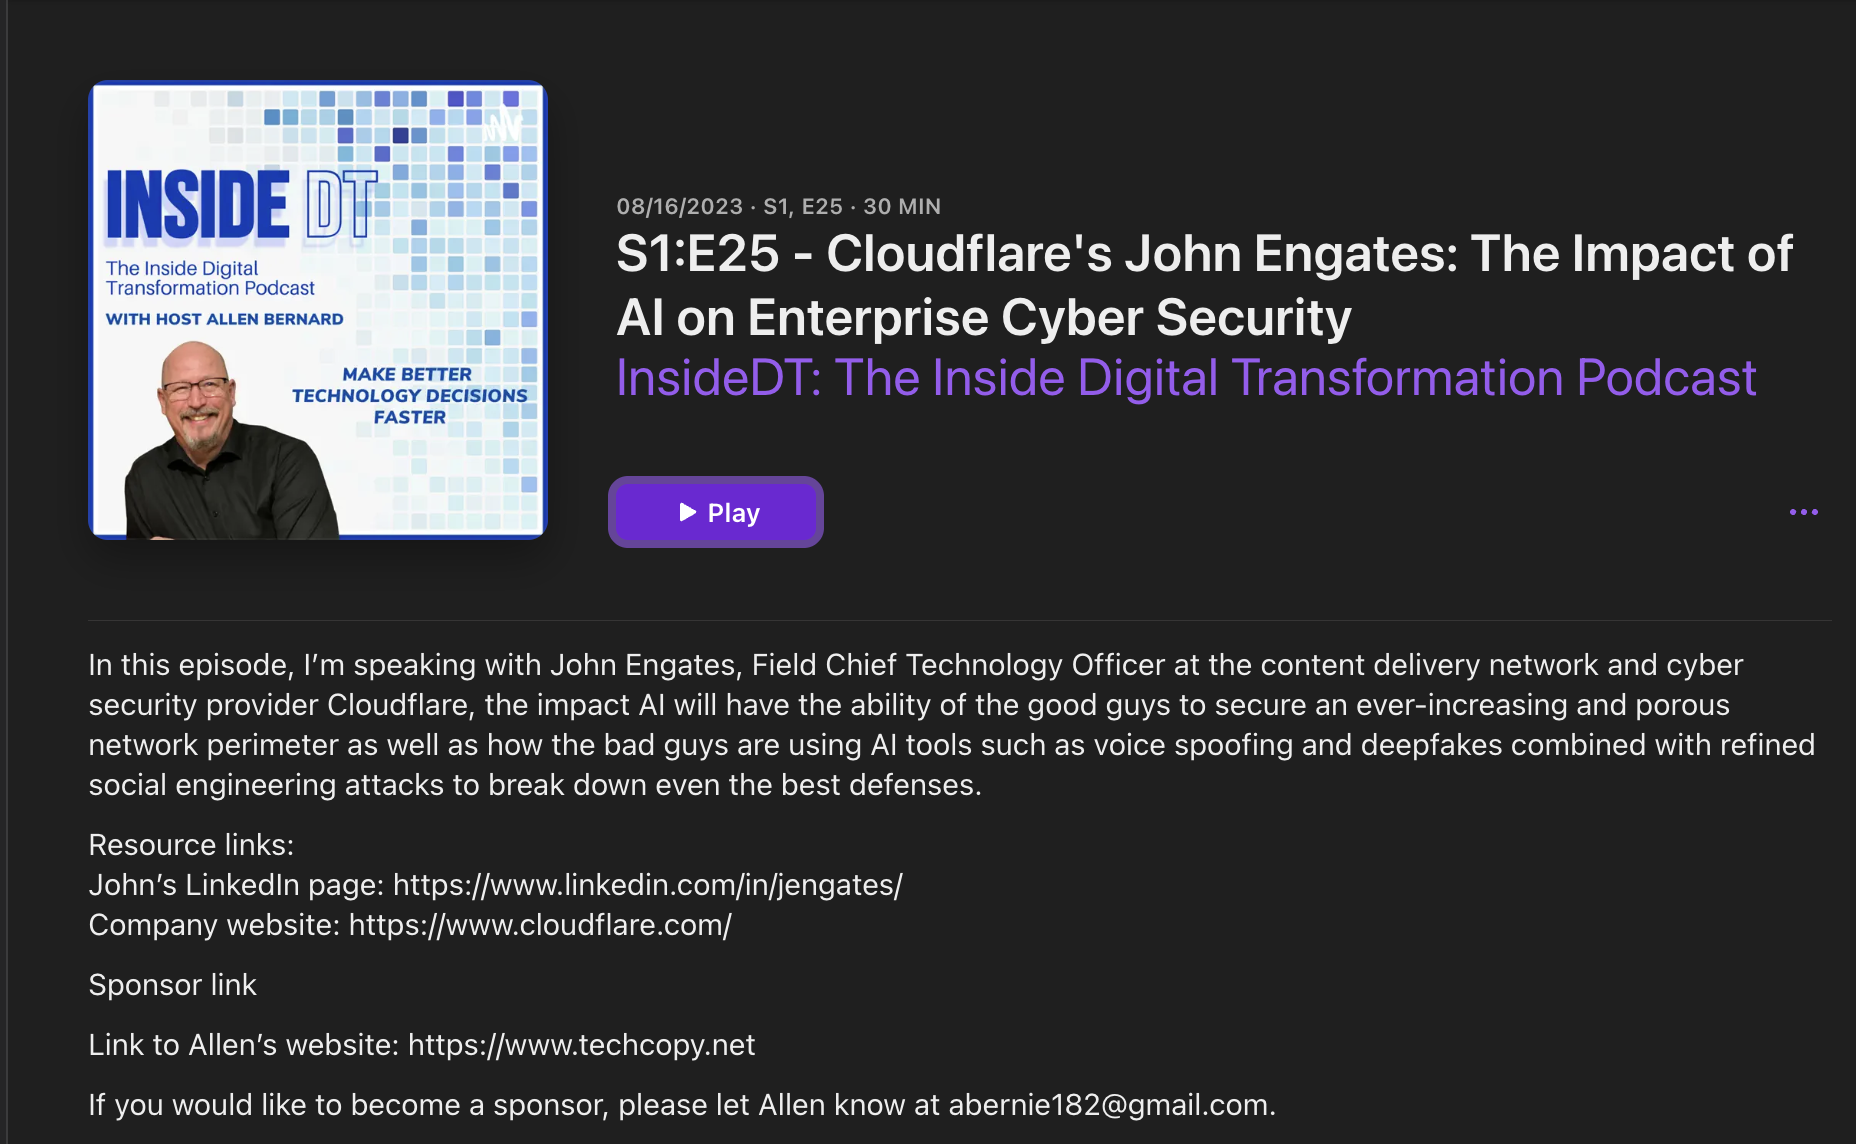 INSIDE DT
The Inside Digital
Transformation Podcast
WITH HOST ALLEN BERNARD
MAKE BETTER
TECHNOLOGY DECISIONS
FASTER
08/16/2023 · S1, E25 · 30 MIN
S1:E25 - Cloudflare's John Engates: The Impact of
AI on Enterprise Cyber Security
InsideDT: The Inside Digital Transformation Podcast
Play
In this episode, I’m speaking with John Engates, Field Chief Technology Officer at the content delivery network and cyber
security provider Cloudflare, the impact AI will have the ability of the good guys to secure an ever-increasing and porous
network perimeter as well as how the bad guys are using AI tools such as voice spoofing and deepfakes combined with refined
social engineering attacks to break down even the best defenses.
Resource links:
John’s LinkedIn page: https://www.linkedin.com/in/jengates/
Company website: https://www.cloudflare.com/
Sponsor link
Link to Allen’s website: https://www.techcopy.net
If you would like to become a sponsor, please let Allen know at abernie182@gmail.com.